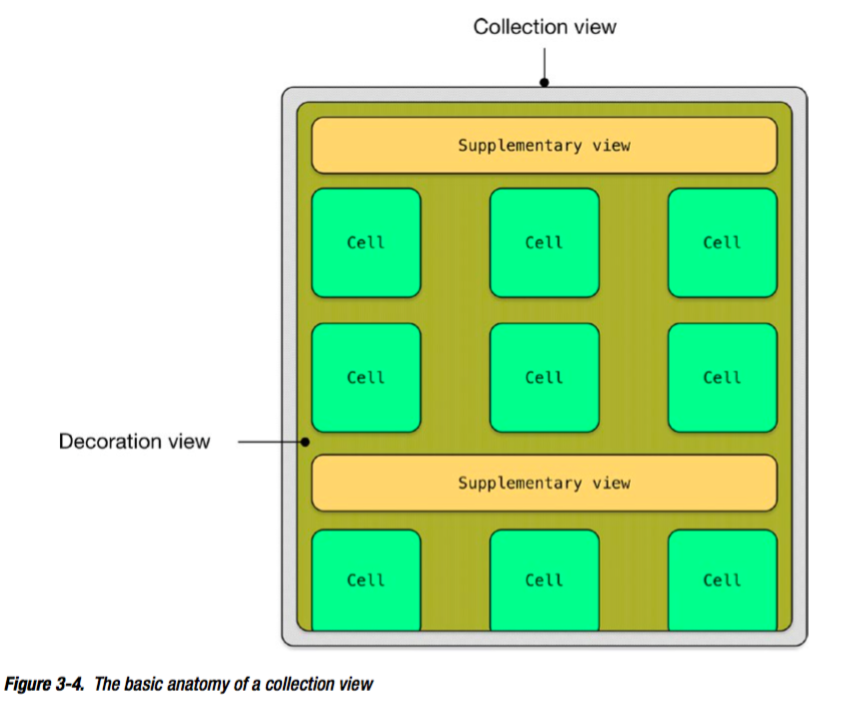 Collection view
Supplementary view
Cell Cell Cell
Cell Cell Cell
Decoration view
Supplementary view
Cell Cell Cell
Figure 3-4. The basic anatomy of a collection view